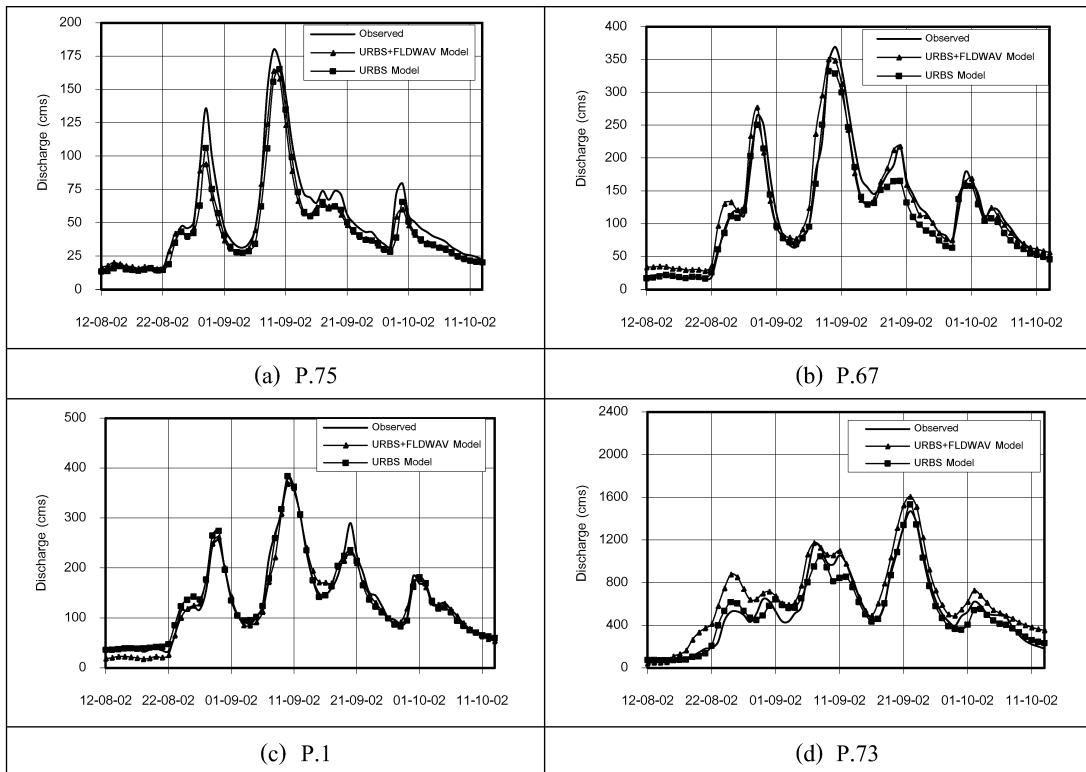 200
175
150
125
100
75
50
25
0
Discharge (cms)
Observed
URBS+FLDWAV Model
URBS Model
12-08-02 22-08-02 01-09-02 11-09-02 21-09-02 01-10-02 11-10-02
(a) P.75
400
350
300
250
200
150
100
50
0
Discharge (cms)
Observed
URBS+FLDWAV Model
URBS Model
12-08-02 22-08-02 01-09-02 11-09-02 21-09-02 01-10-02 11-10-02
(b) P.67
500
400
300
200
100
0
Discharge (cms)
Observed
URBS+FLDWAV Model
URBS Model
12-08-02 22-08-02 01-09-02 11-09-02 21-09-02 01-10-02 11-10-02
(c) P.1
2400
2000
1600
1200
800
400
0
Discharge (cms)
Observed
URBS+FLDWAV Model
URBS Model
12-08-02 22-08-02 01-09-02 11-09-02 21-09-02 01-10-02 11-10-02
(d) P.73